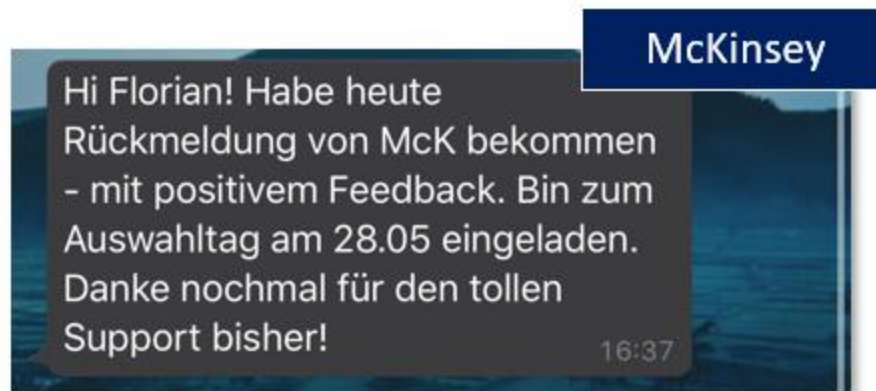 McKinsey
Hi Florian! Habe heute
Rückmeldung von McK bekommen
- mit positivem Feedback. Bin zum
Auswahltag am 28.05 eingeladen.
Danke nochmal für den tollen
Support bisher!
16:37